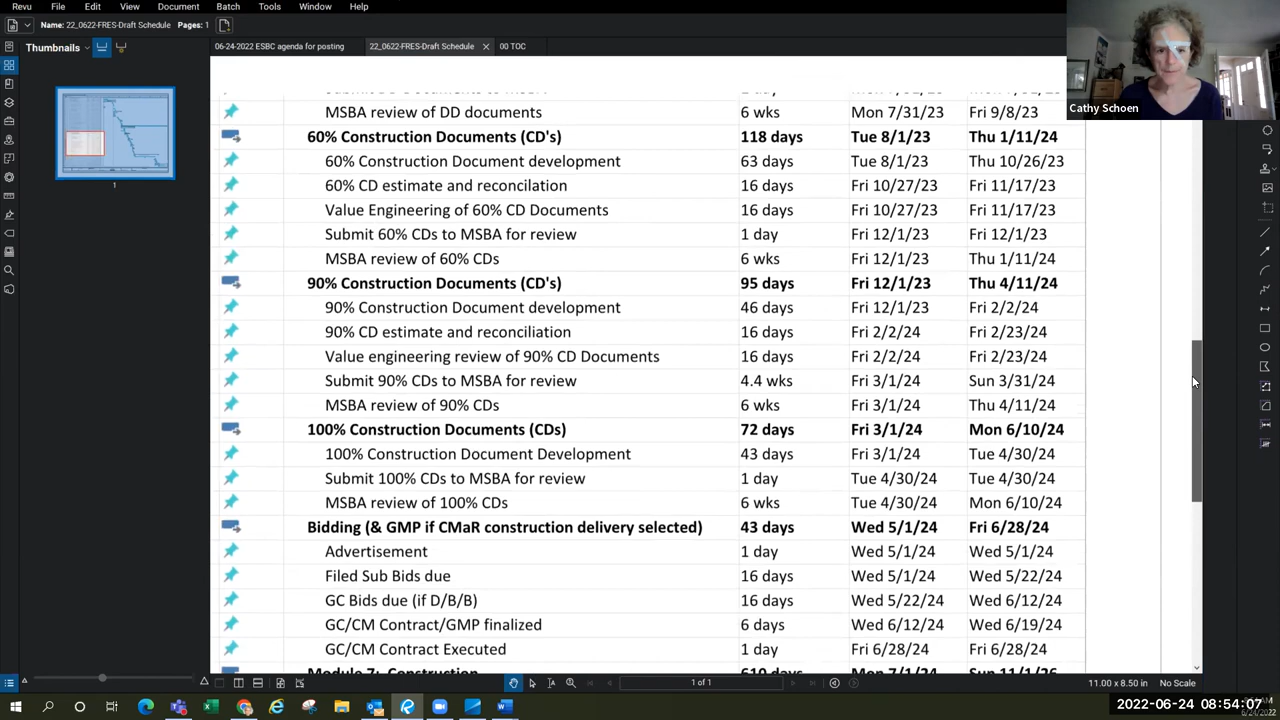 Revu File Edit View Document Batch Tools Window Help
Name: 22_0622-FRES-Draft Schedule Pages: 1
Thumbnails
06-24-2022 ESBC agenda for posting 22_0622-FRES-Draft Schedule 00 TOC
Cathy Schoen
MSBA review of DD documents 6 wks Mon 7/31/23 Fri 9/8/23
60% Construction Documents (CD's) 118 days Tue 8/1/23 Thu 1/11/24
60% Construction Document development 63 days Tue 8/1/23 Thu 10/26/23
60% CD estimate and reconcilation 16 days Fri 10/27/23 Fri 11/17/23
Value Engineering of 60% CD Documents 16 days Fri 10/27/23 Fri 11/17/23
Submit 60% CDs to MSBA for review 1 day Fri 12/1/23 Fri 12/1/23
MSBA review of 60% CDs 6 wks Fri 12/1/23 Thu 1/11/24
90% Construction Documents (CD's) 95 days Fri 12/1/23 Thu 4/11/24
90% Construction Document development 46 days Fri 12/1/23 Fri 2/2/24
90% CD estimate and reconciliation 16 days Fri 2/2/24 Fri 2/23/24
Value engineering review of 90% CD Documents 16 days Fri 2/2/24 Fri 2/23/24
Submit 90% CDs to MSBA for review 4.4 wks Fri 3/1/24 Sun 3/31/24
MSBA review of 90% CDs 6 wks Fri 3/1/24 Thu 4/11/24
100% Construction Documents (CDs) 72 days Fri 3/1/24 Mon 6/10/24
100% Construction Document Development 43 days Fri 3/1/24 Tue 4/30/24
Submit 100% CDs to MSBA for review 1 day Tue 4/30/24 Tue 4/30/24
MSBA review of 100% CDs 6 wks Tue 4/30/24 Mon 6/10/24
Bidding (& GMP if CMaR construction delivery selected) 43 days Wed 5/1/24 Fri 6/28/24
Advertisement 1 day Wed 5/1/24 Wed 5/1/24
Filed Sub Bids due 16 days Wed 5/1/24 Wed 5/22/24
GC Bids due (if D/B/B) 16 days Wed 5/22/24 Wed 6/12/24
GC/CM Contract/GMP finalized 6 days Wed 6/12/24 Wed 6/19/24
GC/CM Contract Executed 1 day Fri 6/28/24 Fri 6/28/24
Module 7: Construction 610 days Mon 7/1/24 Sun 11/1/26
1
1 of 1
11.00 x 8.50 in No Scale
2022-06-24 08:54:07